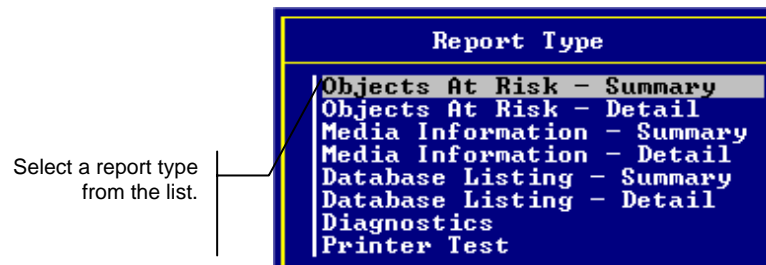 Report Type
Objects At Risk - Summary
Objects At Risk - Detail
Media Information - Summary
Media Information - Detail
Database Listing - Summary
Database Listing - Detail
Diagnostics
Printer Test
Select a report type
from the list.